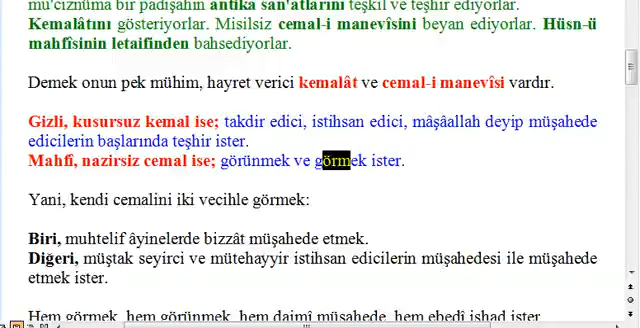 mu'ciznüma bir padişahın antika san'atlarını teşkil ve teşhir ediyorlar.
Kemalâtını gösteriyorlar. Misilsiz cemal-i manevîsini beyan ediyorlar. Hüsn-ü
mahfîsinin letaifinden bahsediyorlar.
Demek onun pek mühim, hayret verici kemalât ve cemal-i manevîsi vardır.
Gizli, kusursuz kemal ise; takdir edici, istihsan edici, mâşâallah deyip müşahede
edicilerin başlarında teşhir ister.
Mahfî, nazirsiz cemal ise; görünmek ve görmek ister.
Yani, kendi cemalini iki vecihle görmek:
Biri, muhtelif âyinelerde bizzât müşahede etmek.
Diğeri, müştak seyirci ve mütehayyir istihsan edicilerin müşahedesi ile müşahede
etmek ister.
Hem görmek, hem görünmek, hem daimî müşahede, hem ebedî işhad ister